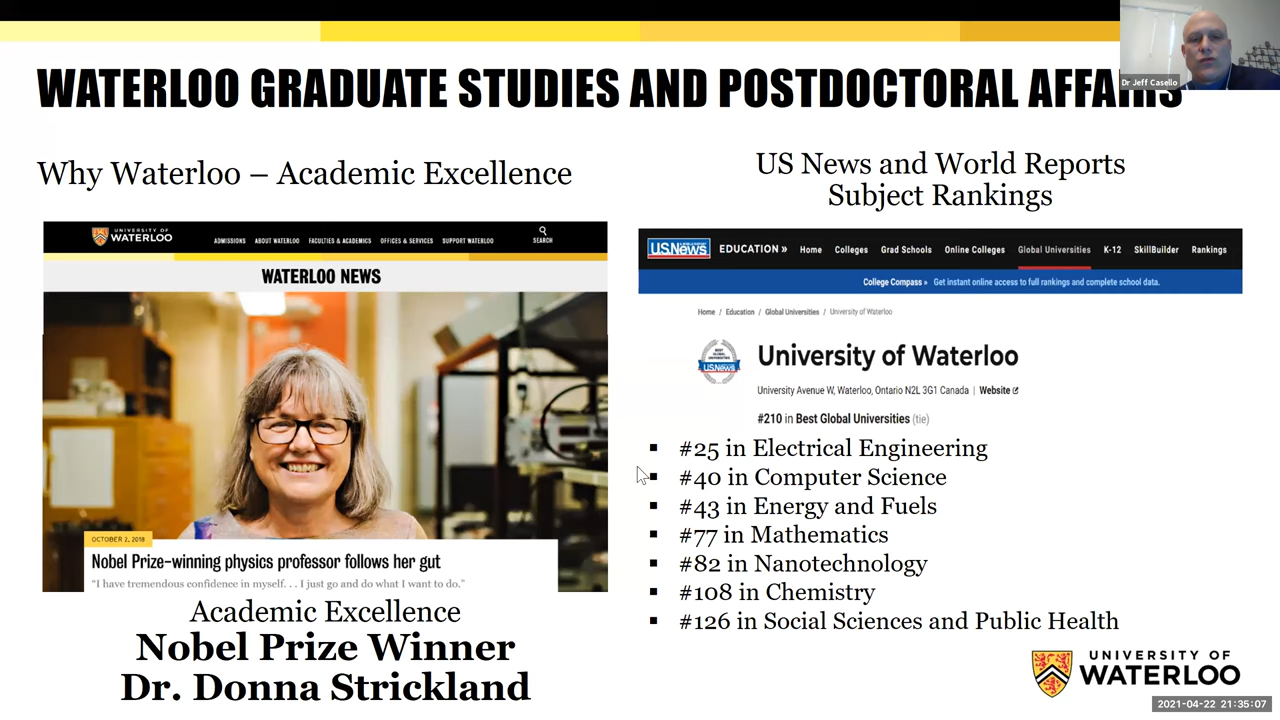 WATERLOO GRADUATE STUDIES AND POSTDOCTORAL AFFAIRS
Dr Jeff Casello
Why Waterloo – Academic Excellence
UNIVERSITY OF
WATERLOO
ADMISSIONS ABOUT WATERLOO FACULTIES & ACADEMICS OFFICES & SERVICES SUPPORT WATERLOO
SEARCH
WATERLOO NEWS
OCTOBER 2, 2018
Nobel Prize-winning physics professor follows her gut
"I have tremendous confidence in myself. . . I just go and do what I want to do."
Academic Excellence
Nobel Prize Winner
Dr. Donna Strickland
US News and World Reports
Subject Rankings
U.S.News EDUCATION » Home Colleges Grad Schools Online Colleges Global Universities K-12 SkillBuilder Rankings
College Compass » Get instant online access to full rankings and complete school data.
Home / Education / Global Universities / University of Waterloo
BEST
GLOBAL
UNIVERSITIES
U.S.News
University of Waterloo
University Avenue W, Waterloo, Ontario N2L 3G1 Canada | Website
#210 in Best Global Universities (tie)
▪ #25 in Electrical Engineering
▪ #40 in Computer Science
▪ #43 in Energy and Fuels
▪ #77 in Mathematics
▪ #82 in Nanotechnology
▪ #108 in Chemistry
▪ #126 in Social Sciences and Public Health
UNIVERSITY OF
WATERLOO
2021-04-22 21:35:07